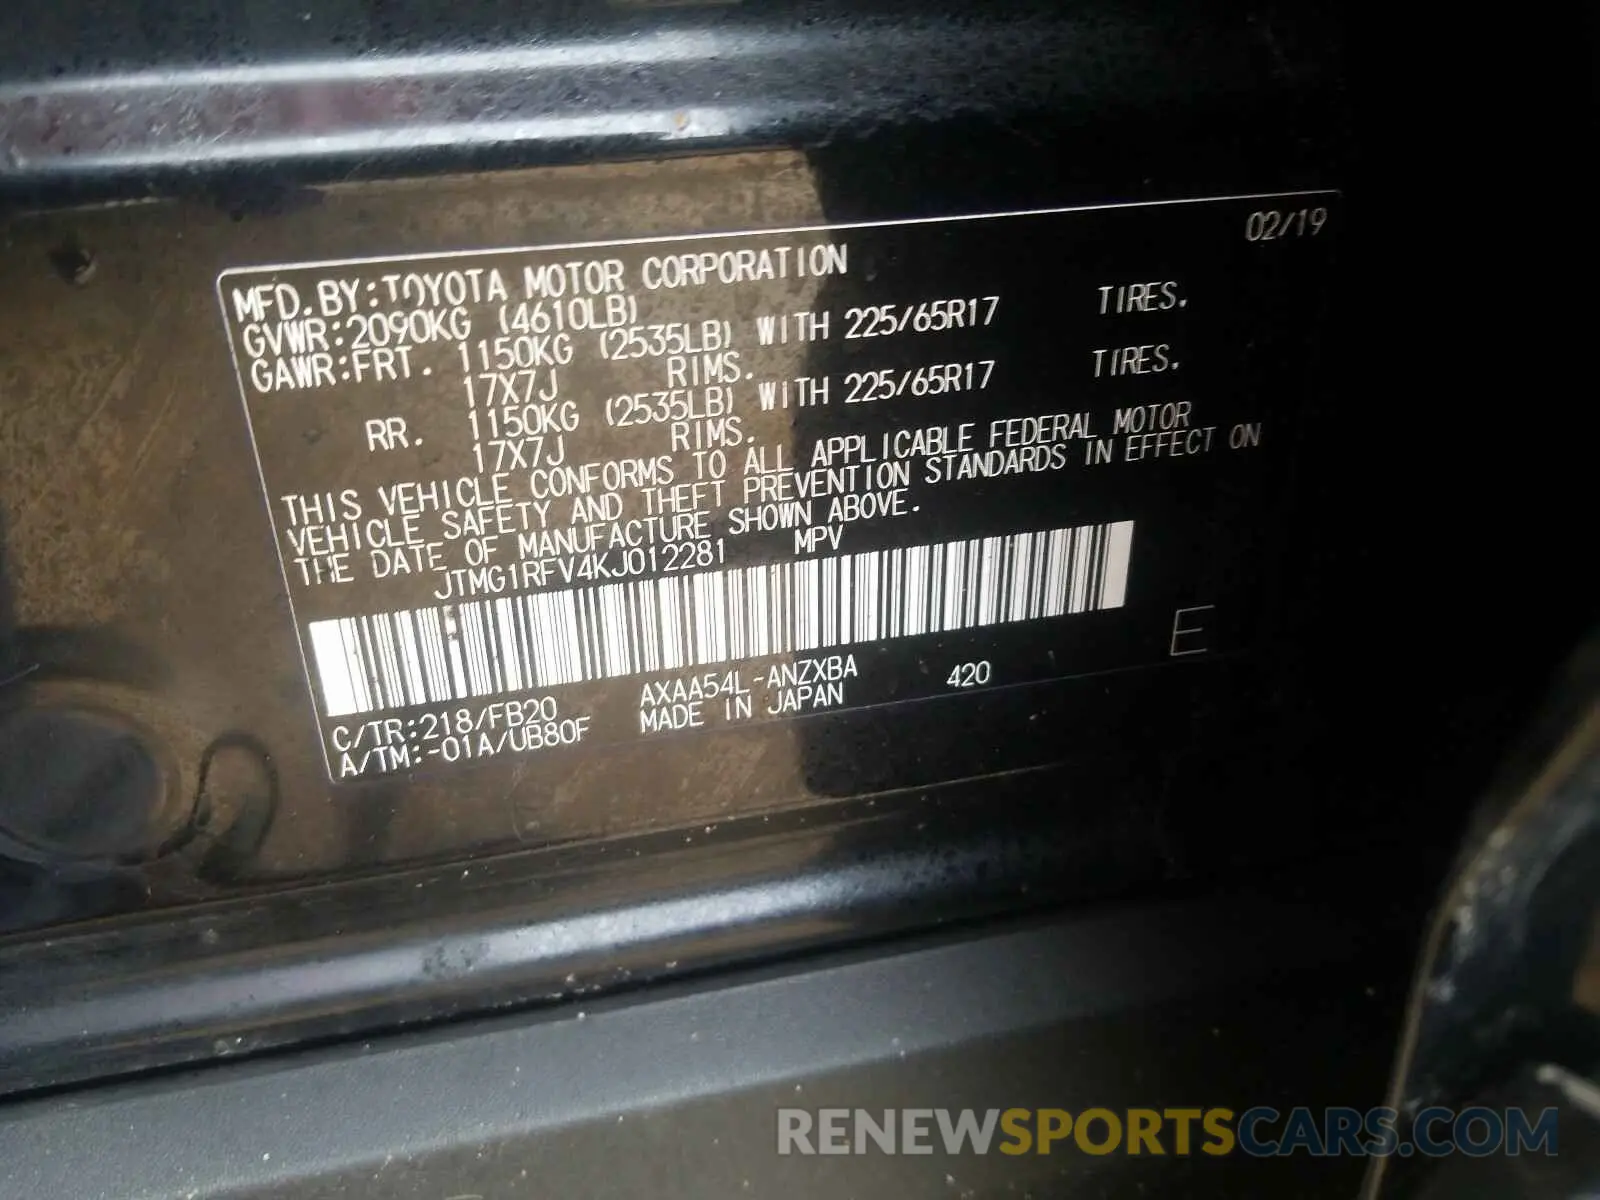 02/19
MFD.BY:TOYOTA MOTOR CORPORATION
GVWR:2090KG (4610LB)
GAWR:FRT. 1150KG (2535LB) WITH 225/65R17 TIRES.
17X7J RIMS.
RR. 1150KG (2535LB) WITH 225/65R17 TIRES.
17X7J RIMS.
THIS VEHICLE CONFORMS TO ALL APPLICABLE FEDERAL MOTOR
VEHICLE SAFETY AND THEFT PREVENTION STANDARDS IN EFFECT ON
THE DATE OF MANUFACTURE SHOWN ABOVE.
JTMG1RFV4KJ012281 MPV
E
C/TR:218/FB20 AXAA54L-ANZXBA 420
A/TM:-01A/UB80F MADE IN JAPAN
RENEWSPORTSCARS.COM